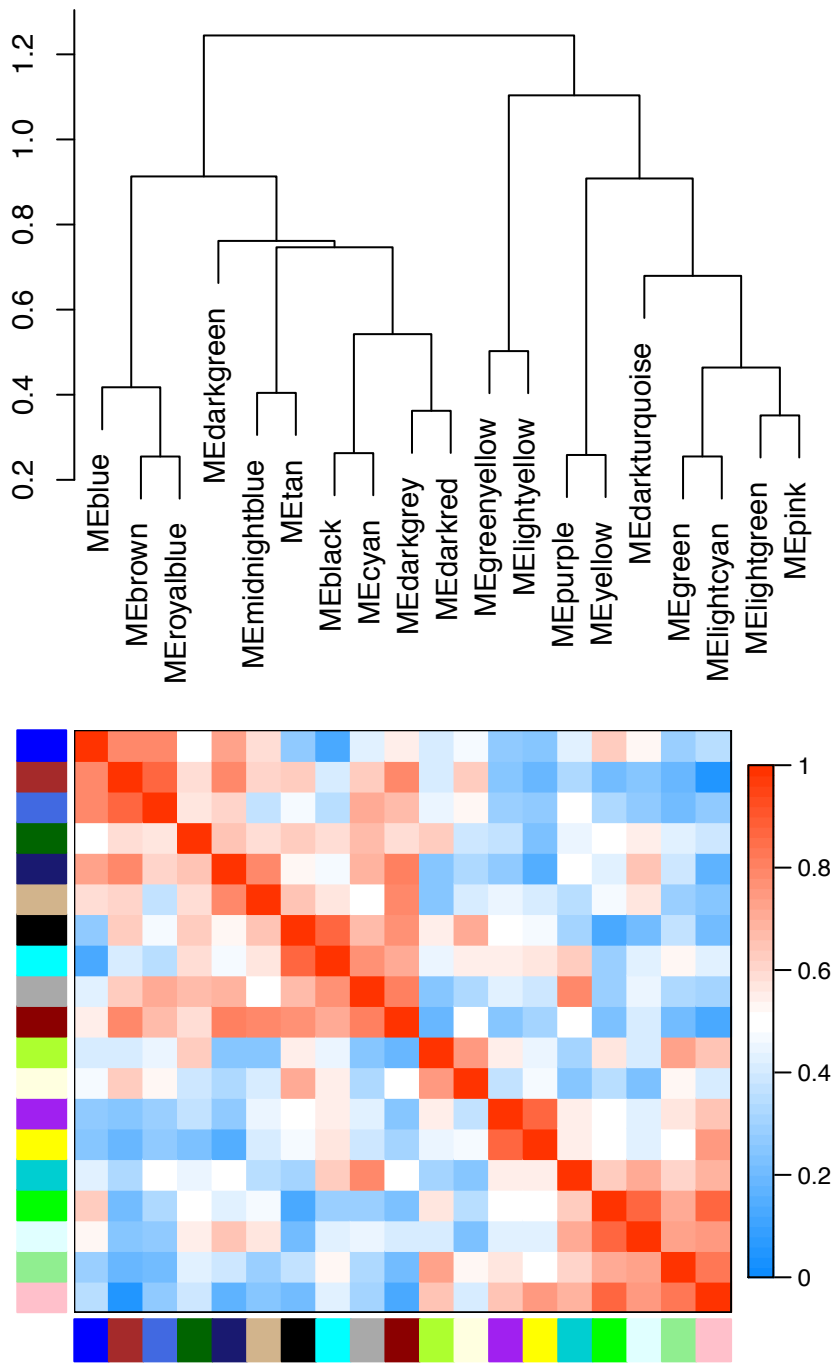 1.2
1.0
0.8
0.6
0.4
0.2
MEblue
MEbrown
MEroyalblue
MEdarkgreen
MEmidnightblue
MEtan
MEblack
MEcyan
MEdarkgrey
MEdarkred
MEgreenyellow
MElightyellow
MEpurple
MEyellow
MEdarkturquoise
MEgreen
MElightcyan
MElightgreen
MEpink
1
0.8
0.6
0.4
0.2
0